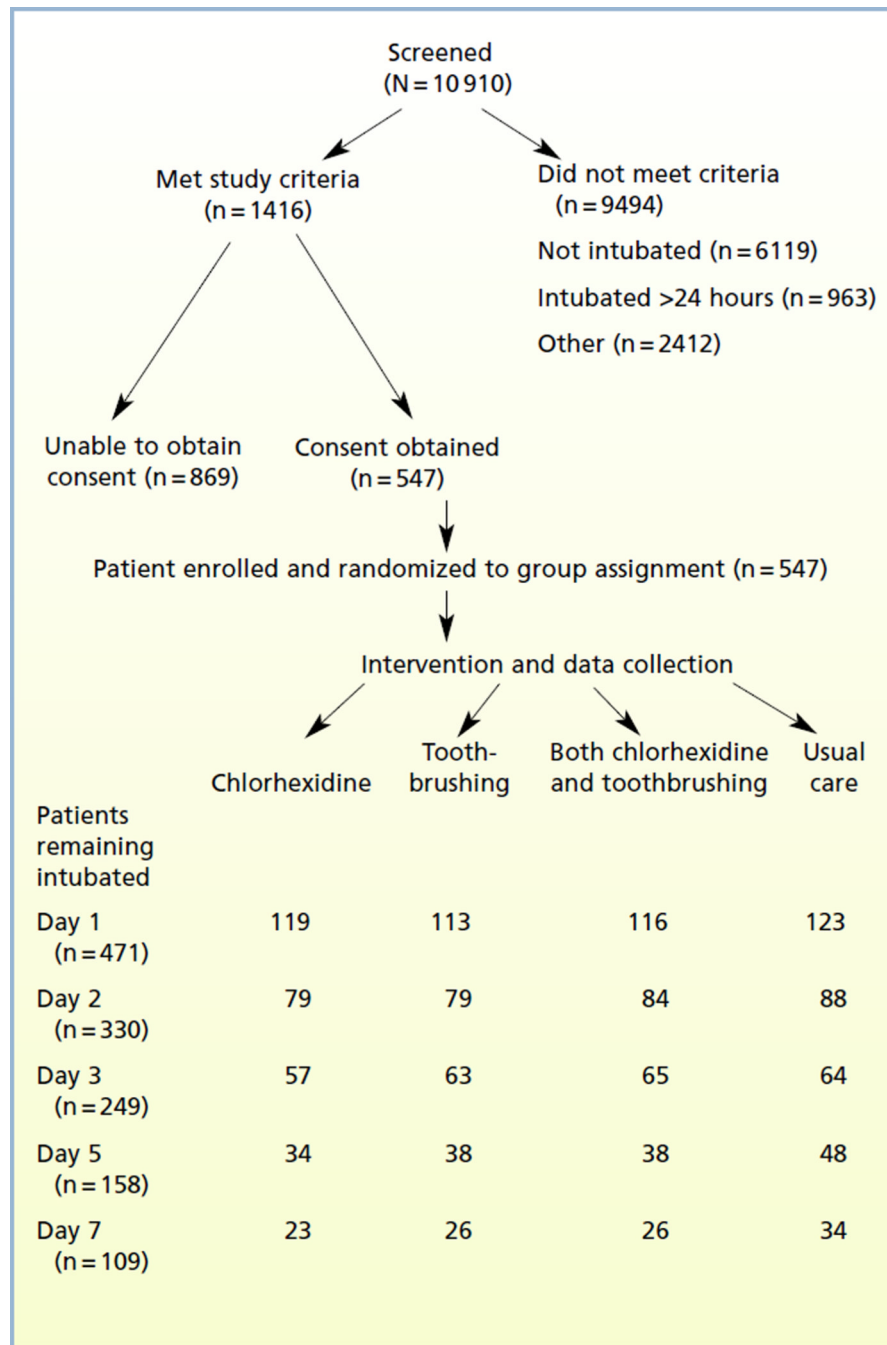 Screened
(N=10 910)
Met study criteria
(n=1416)
Did not meet criteria
(n=9494)
Not intubated (n=6119)
Intubated >24 hours (n=963)
Other (n=2412)
Unable to obtain
consent (n=869)
Consent obtained
(n=547)
Patient enrolled and randomized to group assignment (n=547)
Intervention and data collection
Chlorhexidine
Tooth-
brushing
Both chlorhexidine
and toothbrushing
Usual
care
Patients
remaining
intubated
Day 1 119 113 116 123
(n=471)
Day 2 79 79 84 88
(n=330)
Day 3 57 63 65 64
(n=249)
Day 5 34 38 38 48
(n=158)
Day 7 23 26 26 34
(n=109)